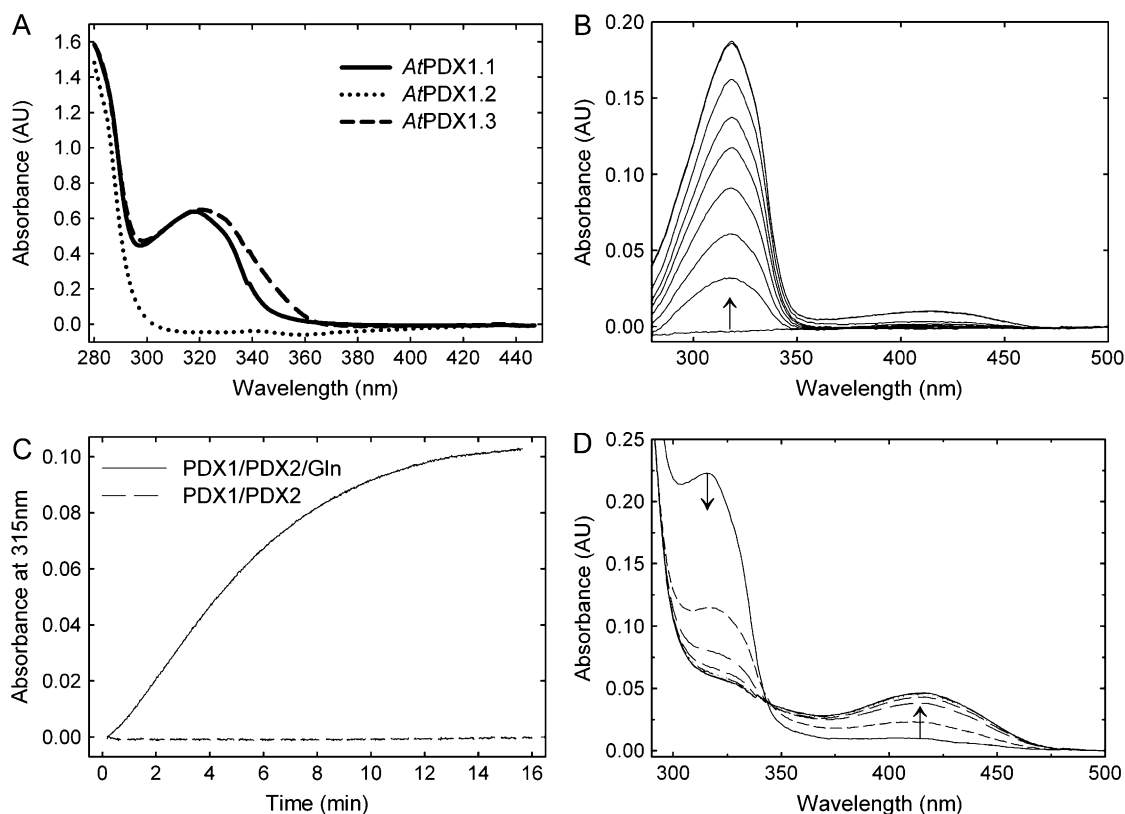 A
Absorbance (AU)
1.6
1.4
1.2
1.0
0.8
0.6
0.4
0.2
0.0
AtPDX1.1
AtPDX1.2
AtPDX1.3
280 300 320 340 360 380 400 420 440
Wavelength (nm)
B
Absorbance (AU)
0.20
0.15
0.10
0.05
0.00
300 350 400 450 500
Wavelength (nm)
C
Absorbance at 315nm
0.10
0.08
0.06
0.04
0.02
0.00
PDX1/PDX2/Gln
PDX1/PDX2
0 2 4 6 8 10 12 14 16
Time (min)
D
Absorbance (AU)
0.25
0.20
0.15
0.10
0.05
0.00
300 350 400 450 500
Wavelength (nm)